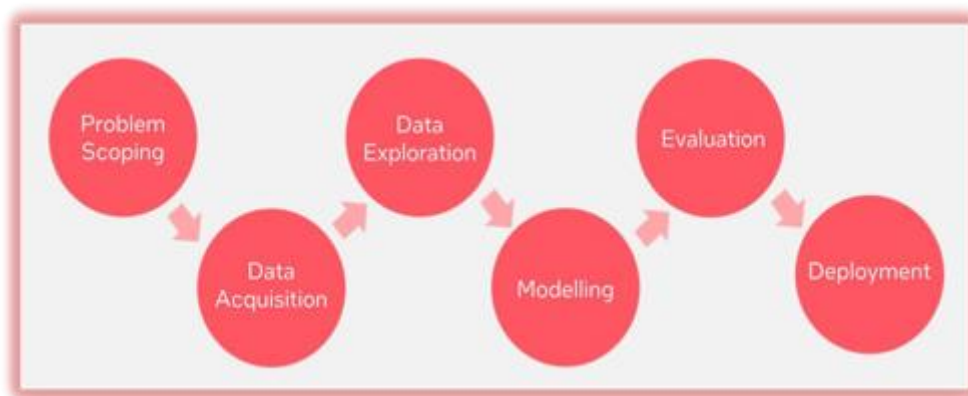 Problem
Scoping
Data
Acquisition
Data
Exploration
Modelling
Evaluation
Deployment